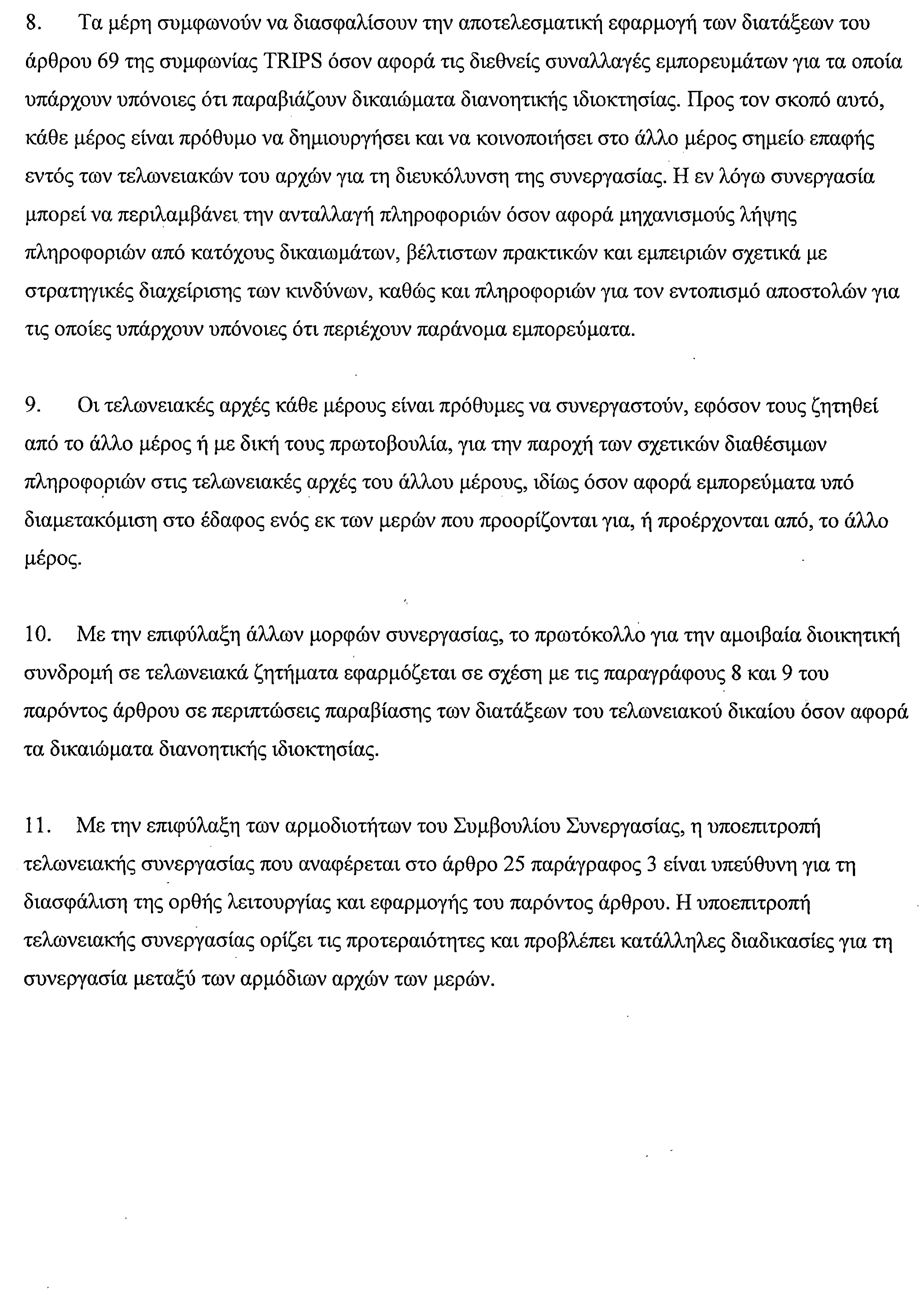 8. Τα μέρη συμφωνούν να διασφαλίσουν την αποτελεσματική εφαρμογή των διατάξεων του
άρθρου 69 της συμφωνίας TRIPS όσον αφορά τις διεθνείς συναλλαγές εμπορευμάτων για τα οποία
υπάρχουν υπόνοιες ότι παραβιάζουν δικαιώματα διανοητικής ιδιοκτησίας. Προς τον σκοπό αυτό,
κάθε μέρος είναι πρόθυμο να δημιουργήσει και να κοινοποιήσει στο άλλο μέρος σημείο επαφής
εντός των τελωνειακών του αρχών για τη διευκόλυνση της συνεργασίας. Η εν λόγω συνεργασία
μπορεί να περιλαμβάνει την ανταλλαγή πληροφοριών όσον αφορά μηχανισμούς λήψης
πληροφοριών από κατόχους δικαιωμάτων, βέλτιστων πρακτικών και εμπειριών σχετικά με
στρατηγικές διαχείρισης των κινδύνων, καθώς και πληροφοριών για τον εντοπισμό αποστολών για
τις οποίες υπάρχουν υπόνοιες ότι περιέχουν παράνομα εμπορεύματα.
9. Οι τελωνειακές αρχές κάθε μέρους είναι πρόθυμες να συνεργαστούν, εφόσον τους ζητηθεί
από το άλλο μέρος ή με δική τους πρωτοβουλία, για την παροχή των σχετικών διαθέσιμων
πληροφοριών στις τελωνειακές αρχές του άλλου μέρους, ιδίως όσον αφορά εμπορεύματα υπό
διαμετακόμιση στο έδαφος ενός εκ των μερών που προορίζονται για, ή προέρχονται από, το άλλο
μέρος.
10. Με την επιφύλαξη άλλων μορφών συνεργασίας, το πρωτόκολλο για την αμοιβαία διοικητική
συνδρομή σε τελωνειακά ζητήματα εφαρμόζεται σε σχέση με τις παραγράφους 8 και 9 του
παρόντος άρθρου σε περιπτώσεις παραβίασης των διατάξεων του τελωνειακού δικαίου όσον αφορά
τα δικαιώματα διανοητικής ιδιοκτησίας.
11. Με την επιφύλαξη των αρμοδιοτήτων του Συμβουλίου Συνεργασίας, η υποεπιτροπή
τελωνειακής συνεργασίας που αναφέρεται στο άρθρο 25 παράγραφος 3 είναι υπεύθυνη για τη
διασφάλιση της ορθής λειτουργίας και εφαρμογής του παρόντος άρθρου. Η υποεπιτροπή
τελωνειακής συνεργασίας ορίζει τις προτεραιότητες και προβλέπει κατάλληλες διαδικασίες για τη
συνεργασία μεταξύ των αρμόδιων αρχών των μερών.